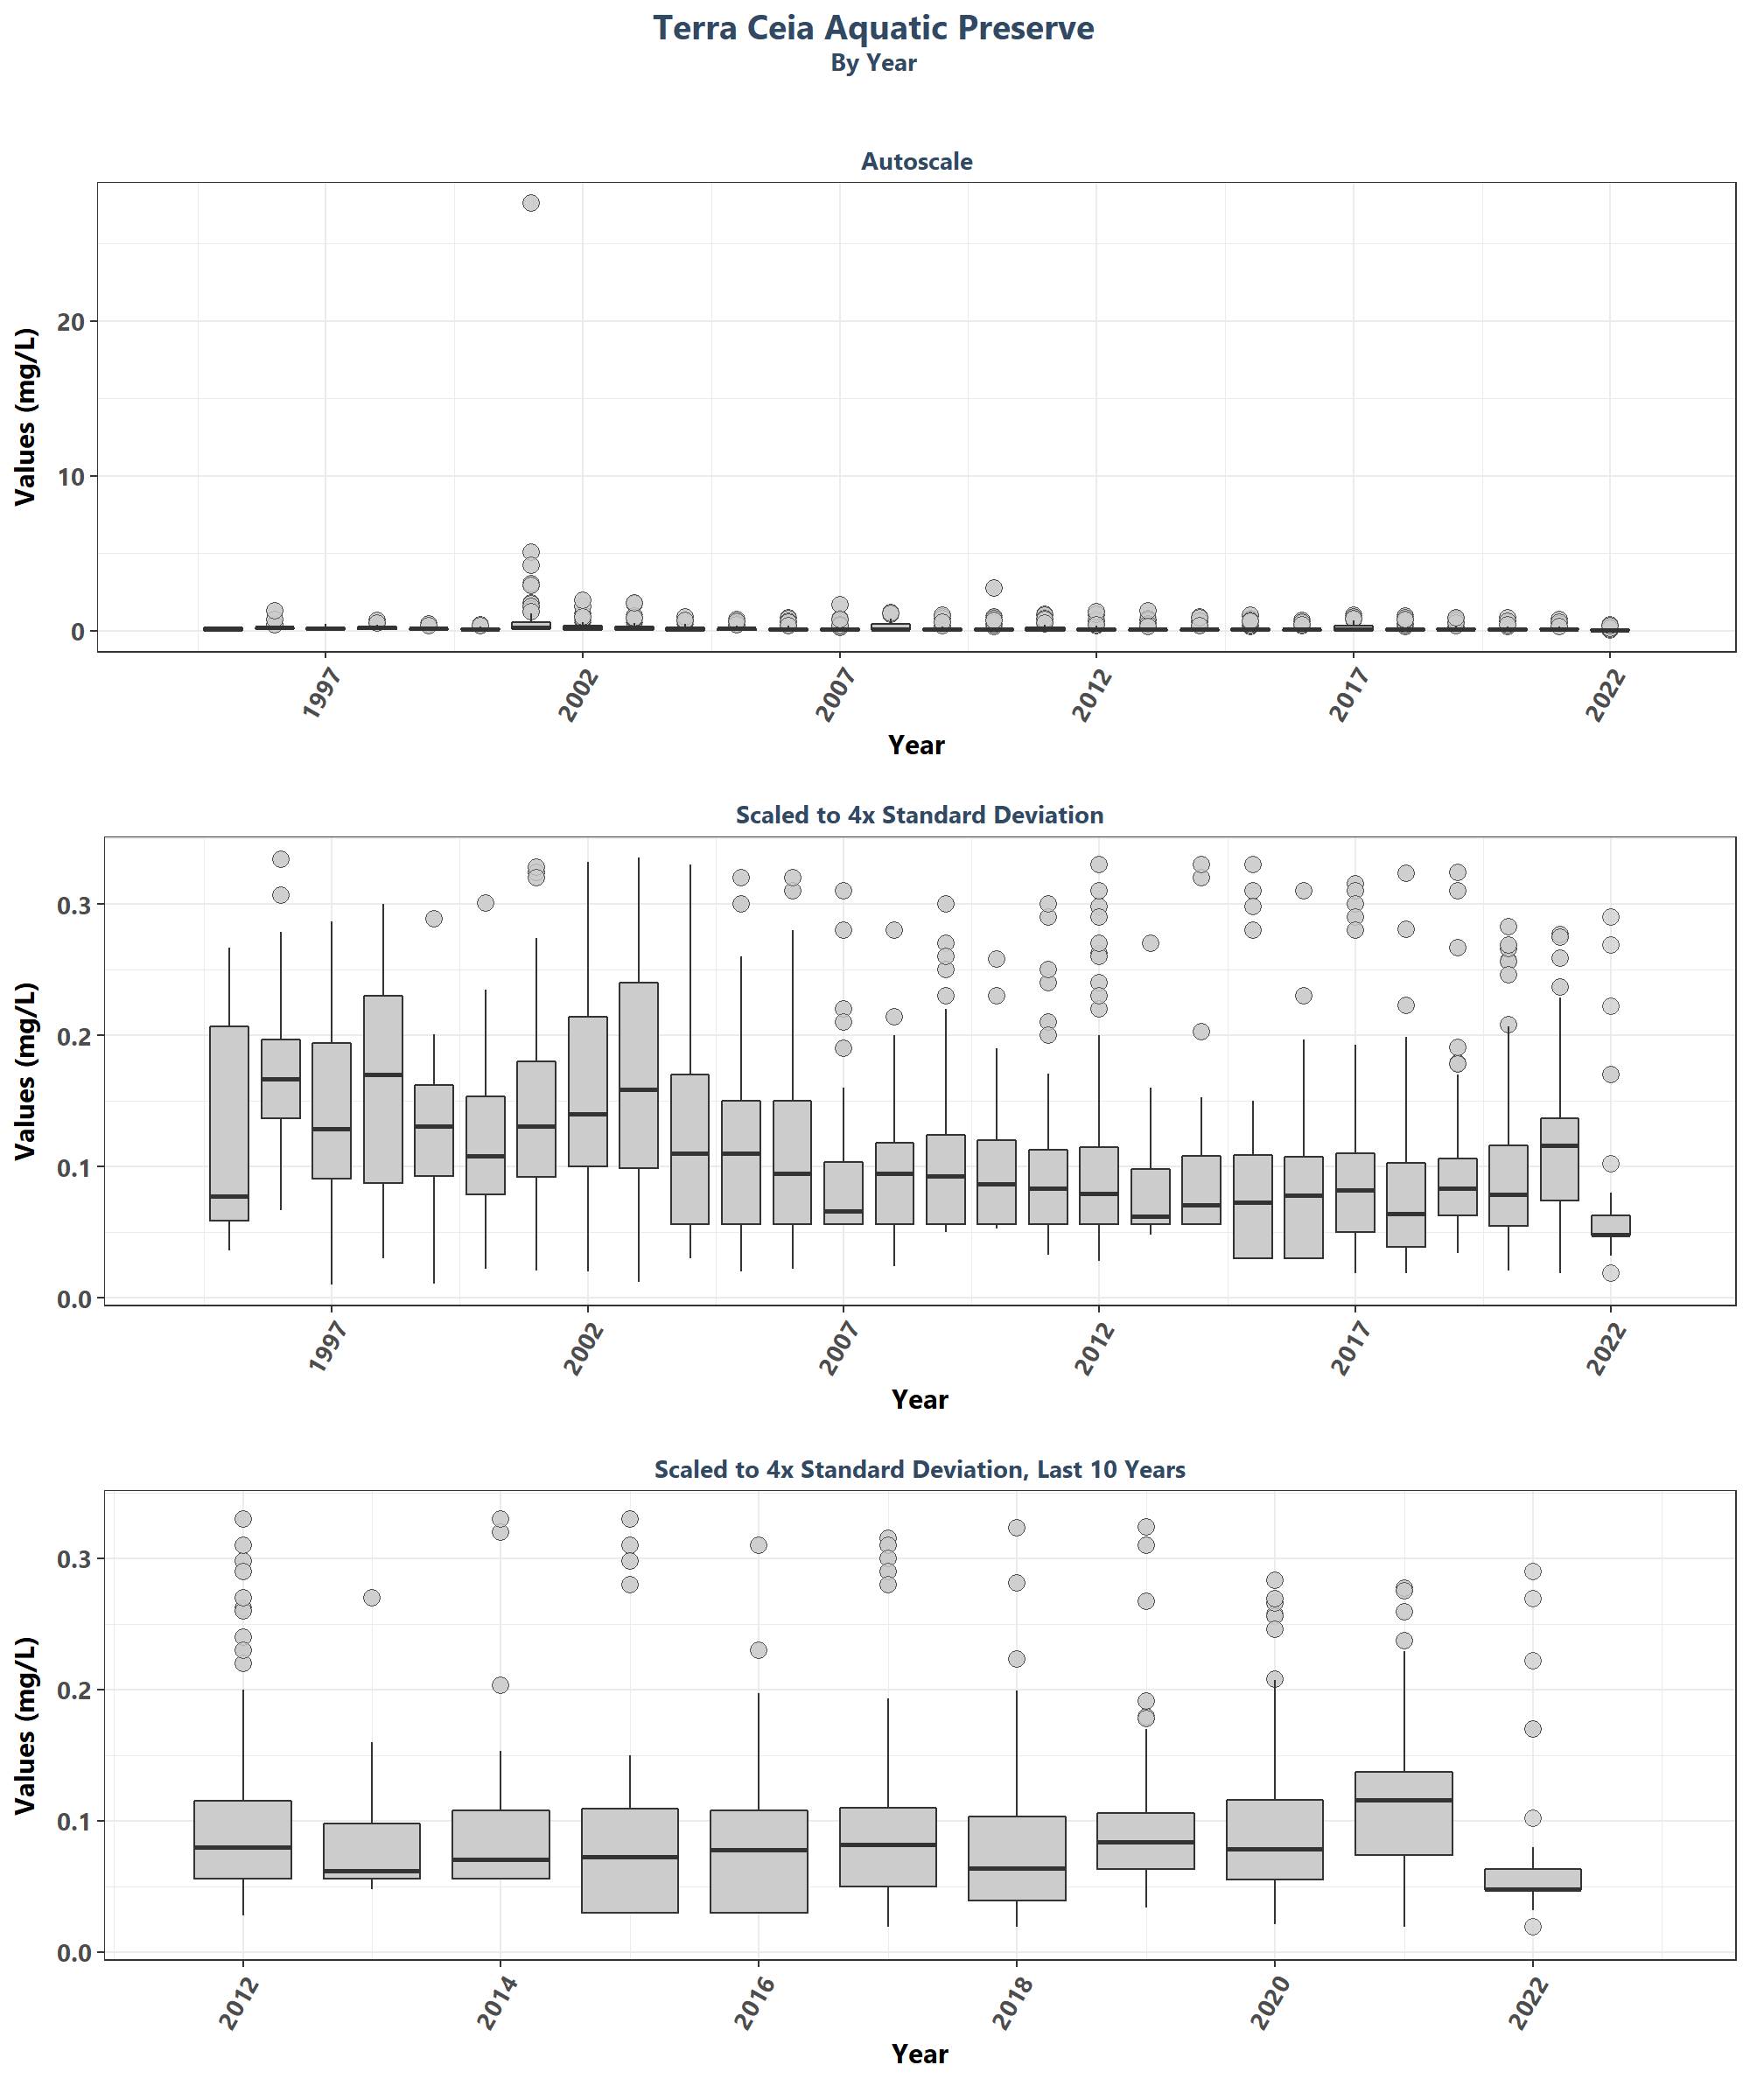 Terra Ceia Aquatic Preserve
By Year
Autoscale
Values (mg/L)
20
10
0
1997
2002
2007
2012
2017
2022
Year
Scaled to 4x Standard Deviation
Values (mg/L)
0.3
0.2
0.1
0.0
1997
2002
2007
2012
2017
2022
Year
Scaled to 4x Standard Deviation, Last 10 Years
Values (mg/L)
0.3
0.2
0.1
0.0
2012
2014
2016
2018
2020
2022
Year